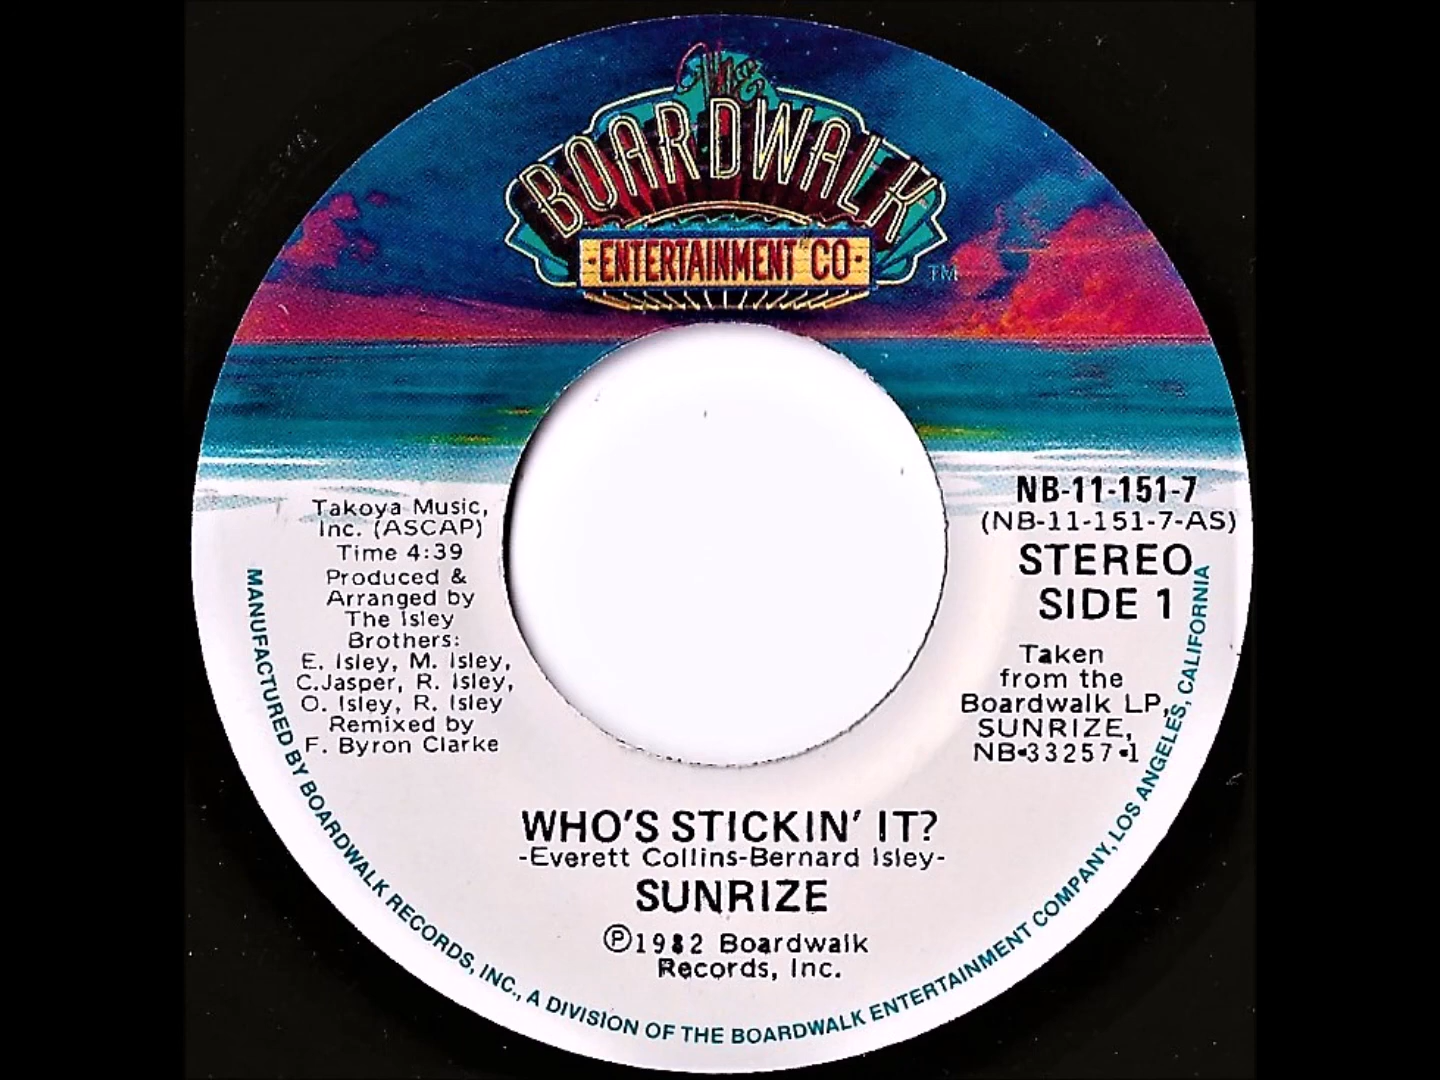 The
BOARDWALK
·ENTERTAINMENT CO·
TM
NB-11-151-7
(NB-11-151-7-AS)
STEREO
SIDE 1
Taken
from the
Boardwalk LP,
SUNRIZE,
NB-33257-1
Takoya Music,
Inc. (ASCAP)
Time 4:39
Produced &
Arranged by
The Isley
Brothers:
E. Isley, M. Isley,
C.Jasper, R. Isley,
O. Isley, R. Isley
Remixed by
F. Byron Clarke
WHO'S STICKIN' IT?
-Everett Collins-Bernard Isley-
SUNRIZE
℗1982 Boardwalk
Records, Inc.
MANUFACTURED BY BOARDWALK RECORDS, INC., A DIVISION OF THE BOARDWALK ENTERTAINMENT COMPANY, LOS ANGELES, CALIFORNIA